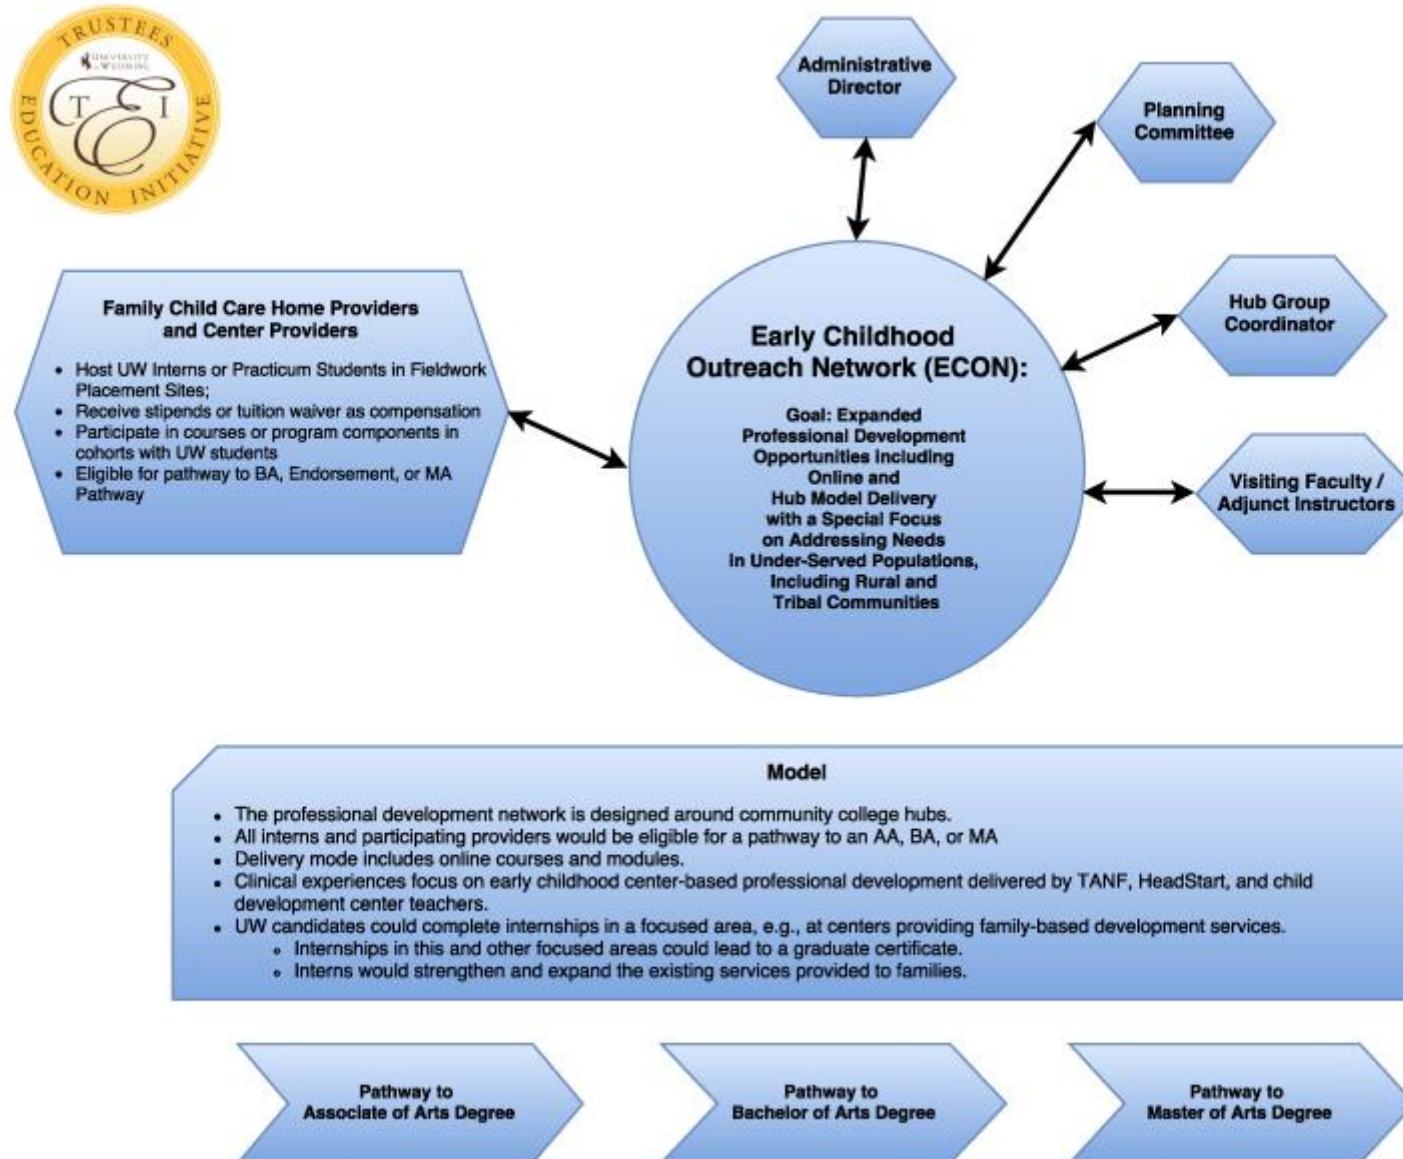 TRUSTEES
UNIVERSITY
OF WYOMING
T E I
EDUCATION INITIATIVE
Administrative
Director
Planning
Committee
Hub Group
Coordinator
Visiting Faculty /
Adjunct Instructors
Family Child Care Home Providers
and Center Providers
• Host UW Interns or Practicum Students in Fieldwork
Placement Sites;
• Receive stipends or tuition waiver as compensation
• Participate in courses or program components in
cohorts with UW students
• Eligible for pathway to BA, Endorsement, or MA
Pathway
Early Childhood
Outreach Network (ECON):
Goal: Expanded
Professional Development
Opportunities including
Online and
Hub Model Delivery
with a Special Focus
on Addressing Needs
in Under-Served Populations,
Including Rural and
Tribal Communities
Model
• The professional development network is designed around community college hubs.
• All interns and participating providers would be eligible for a pathway to an AA, BA, or MA
• Delivery mode includes online courses and modules.
• Clinical experiences focus on early childhood center-based professional development delivered by TANF, HeadStart, and child
development center teachers.
• UW candidates could complete internships in a focused area, e.g., at centers providing family-based development services.
◦ Internships in this and other focused areas could lead to a graduate certificate.
◦ Interns would strengthen and expand the existing services provided to families.
Pathway to
Associate of Arts Degree
Pathway to
Bachelor of Arts Degree
Pathway to
Master of Arts Degree